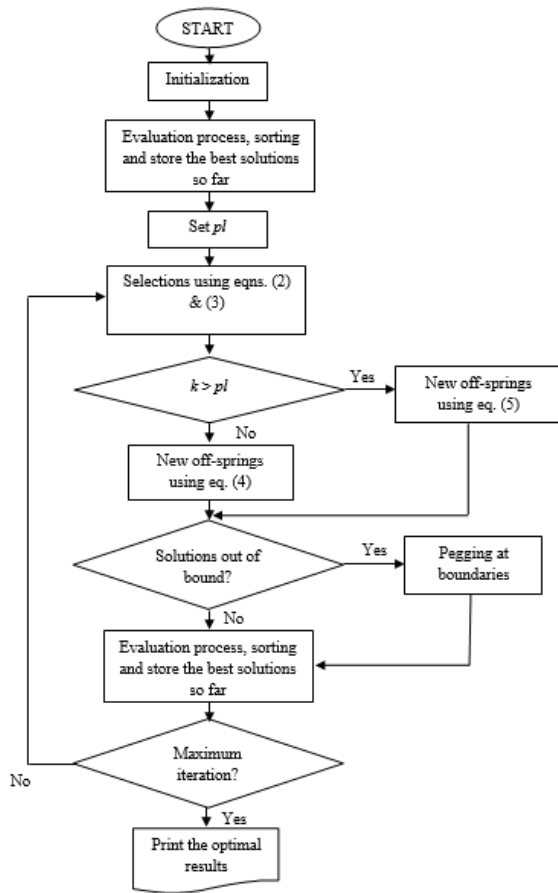 START
Initialization
Evaluation process, sorting
and store the best solutions
so far
Set pl
Selections using eqns. (2)
& (3)
k > pl
Yes
New off-springs
using eq. (5)
No
New off-springs
using eq. (4)
Solutions out of
bound?
Yes
Pegging at
boundaries
No
Evaluation process, sorting
and store the best solutions
so far
Maximum
iteration?
No
Yes
Print the optimal
results